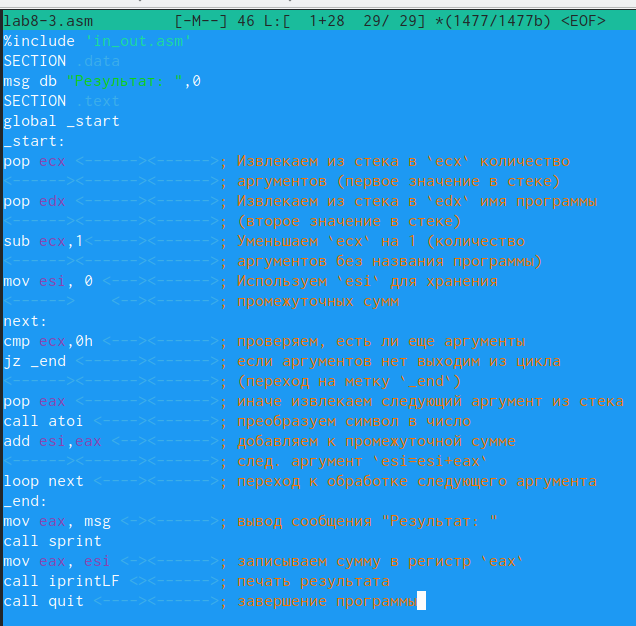 lab8-3.asm [-M--] 46 L:[ 1+28 29/ 29] *(1477/1477b) <EOF>
%include 'in_out.asm'
SECTION .data
msg db "Результат: ",0
SECTION .text
global _start
_start:
pop ecx <------><------>; Извлекаем из стека в `ecx` количество
<------><------><------>; аргументов (первое значение в стеке)
pop edx <------><------>; Извлекаем из стека в `edx` имя программы
<------><------><------>; (второе значение в стеке)
sub ecx,1<-----><------>; Уменьшаем `ecx` на 1 (количество
<------><------><------>; аргументов без названия программы)
mov esi, 0 <---><------>; Используем `esi` для хранения
<------> <---><------>; промежуточных сумм
next:
cmp ecx,0h <---><------>; проверяем, есть ли еще аргументы
jz _end <------><------>; если аргументов нет выходим из цикла
<------><------><------>; (переход на метку `_end`)
pop eax <------><------>; иначе извлекаем следующий аргумент из стека
call atoi <----><------>; преобразуем символ в число
add esi,eax <--><------>; добавляем к промежуточной сумме
<------><------><------>; след. аргумент `esi=esi+eax`
loop next <----><------>; переход к обработке следующего аргумента
_end:
mov eax, msg <-><------>; вывод сообщения "Результат: "
call sprint
mov eax, esi <-><------>; записываем сумму в регистр `eax`
call iprintLF <><------>; печать результата
call quit <----><------>; завершение программы